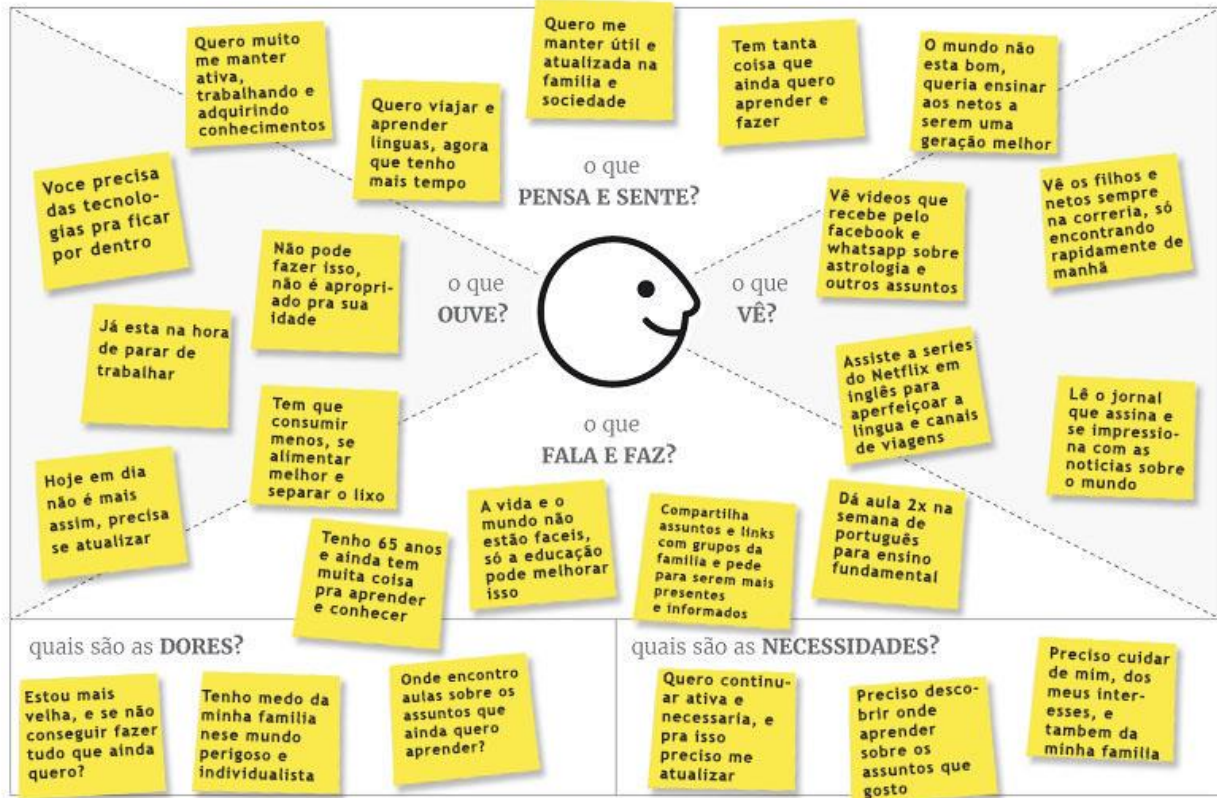 Quero muito
me manter
ativa,
trabalhando e
adquirindo
conhecimentos
Quero viajar e
aprender
linguas, agora
que tenho
mais tempo
Quero me
manter útil e
atualizada na
familia e
sociedade
Tem tanta
coisa que
ainda quero
aprender e
fazer
O mundo não
esta bom,
queria ensinar
aos netos a
serem uma
geração melhor
o que
PENSA E SENTE?
Voce precisa
das tecnolo-
gias pra ficar
por dentro
Não pode
fazer isso,
não é apropri-
ado pra sua
idade
Já esta na hora
de parar de
trabalhar
Tem que
consumir
menos, se
alimentar
melhor e
separar o lixo
Hoje em dia
não é mais
assim, precisa
se atualizar
o que
OUVE?
o que
VÊ?
Vê vídeos que
recebe pelo
facebook e
whatsapp sobre
astrologia e
outros assuntos
Vê os filhos e
netos sempre
na correria, só
encontrando
rapidamente de
manhã
Assiste a series
do Netflix em
inglês para
aperfeiçoar a
lingua e canais
de viagens
Lê o jornal
que assina e
se impressio-
na com as
noticias sobre
o mundo
o que
FALA E FAZ?
Tenho 65 anos
e ainda tem
muita coisa
pra aprender
e conhecer
A vida e o
mundo não
estão faceis,
só a educação
pode melhorar
isso
Compartilha
assuntos e links
com grupos da
familia e pede
para serem mais
presentes
e informados
Dá aula 2x na
semana de
português
para ensino
fundamental
quais são as DORES?
Estou mais
velha, e se não
conseguir fazer
tudo que ainda
quero?
Tenho medo da
minha familia
nese mundo
perigoso e
individualista
Onde encontro
aulas sobre os
assuntos que
ainda quero
aprender?
quais são as NECESSIDADES?
Quero continu-
ar ativa e
necessaria, e
pra isso
preciso me
atualizar
Preciso desco-
brir onde
aprender
sobre os
assuntos que
gosto
Preciso cuidar
de mim, dos
meus inter-
esses, e
tambem da
minha familia